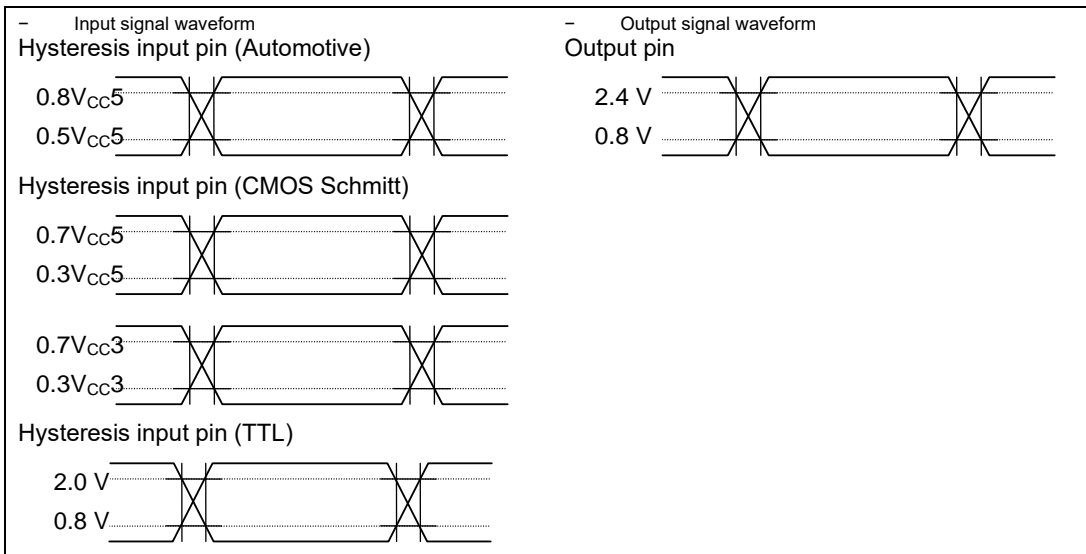 − Input signal waveform
Hysteresis input pin (Automotive)
0.8VCC5
0.5VCC5
Hysteresis input pin (CMOS Schmitt)
0.7VCC5
0.3VCC5
0.7VCC3
0.3VCC3
Hysteresis input pin (TTL)
2.0 V
0.8 V
− Output signal waveform
Output pin
2.4 V
0.8 V